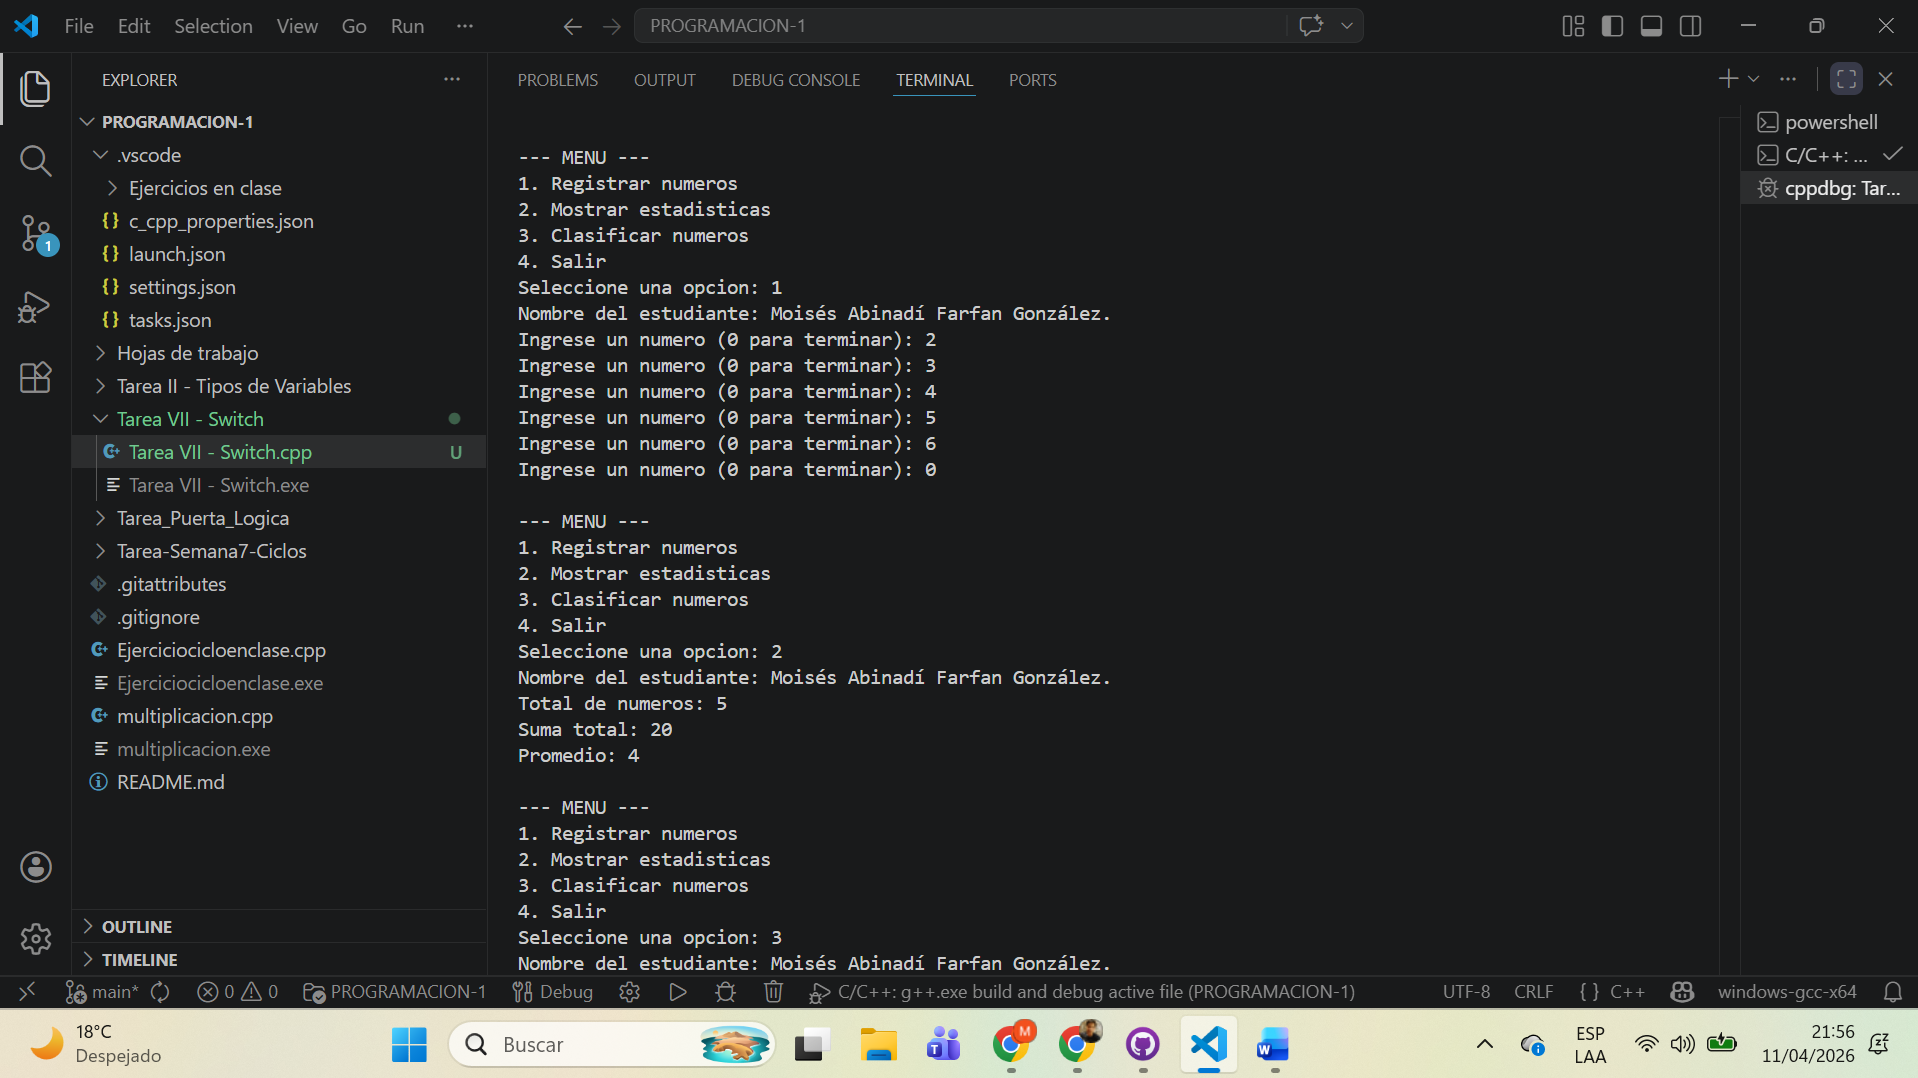 File Edit Selection View Go Run ···
PROGRAMACION-1
EXPLORER ···
PROGRAMACION-1
.vscode
Ejercicios en clase
{} c_cpp_properties.json
{} launch.json
{} settings.json
{} tasks.json
Hojas de trabajo
Tarea II - Tipos de Variables
Tarea VII - Switch
Tarea VII - Switch.cpp U
Tarea VII - Switch.exe
Tarea_Puerta_Logica
Tarea-Semana7-Ciclos
.gitattributes
.gitignore
Ejerciciocicloenclase.cpp
Ejerciciocicloenclase.exe
multiplicacion.cpp
multiplicacion.exe
README.md
OUTLINE
TIMELINE
1
PROBLEMS OUTPUT DEBUG CONSOLE TERMINAL PORTS
--- MENU ---
1. Registrar numeros
2. Mostrar estadisticas
3. Clasificar numeros
4. Salir
Seleccione una opcion: 1
Nombre del estudiante: Moisés Abinadí Farfan González.
Ingrese un numero (0 para terminar): 2
Ingrese un numero (0 para terminar): 3
Ingrese un numero (0 para terminar): 4
Ingrese un numero (0 para terminar): 5
Ingrese un numero (0 para terminar): 6
Ingrese un numero (0 para terminar): 0
--- MENU ---
1. Registrar numeros
2. Mostrar estadisticas
3. Clasificar numeros
4. Salir
Seleccione una opcion: 2
Nombre del estudiante: Moisés Abinadí Farfan González.
Total de numeros: 5
Suma total: 20
Promedio: 4
--- MENU ---
1. Registrar numeros
2. Mostrar estadisticas
3. Clasificar numeros
4. Salir
Seleccione una opcion: 3
Nombre del estudiante: Moisés Abinadí Farfan González.
powershell
C/C++: ...
cppdbg: Tar...
main* 0 0 PROGRAMACION-1 Debug C/C++: g++.exe build and debug active file (PROGRAMACION-1) UTF-8 CRLF {} C++ windows-gcc-x64
18°C
Despejado
Buscar
M
ESP
LAA
21:56
11/04/2026